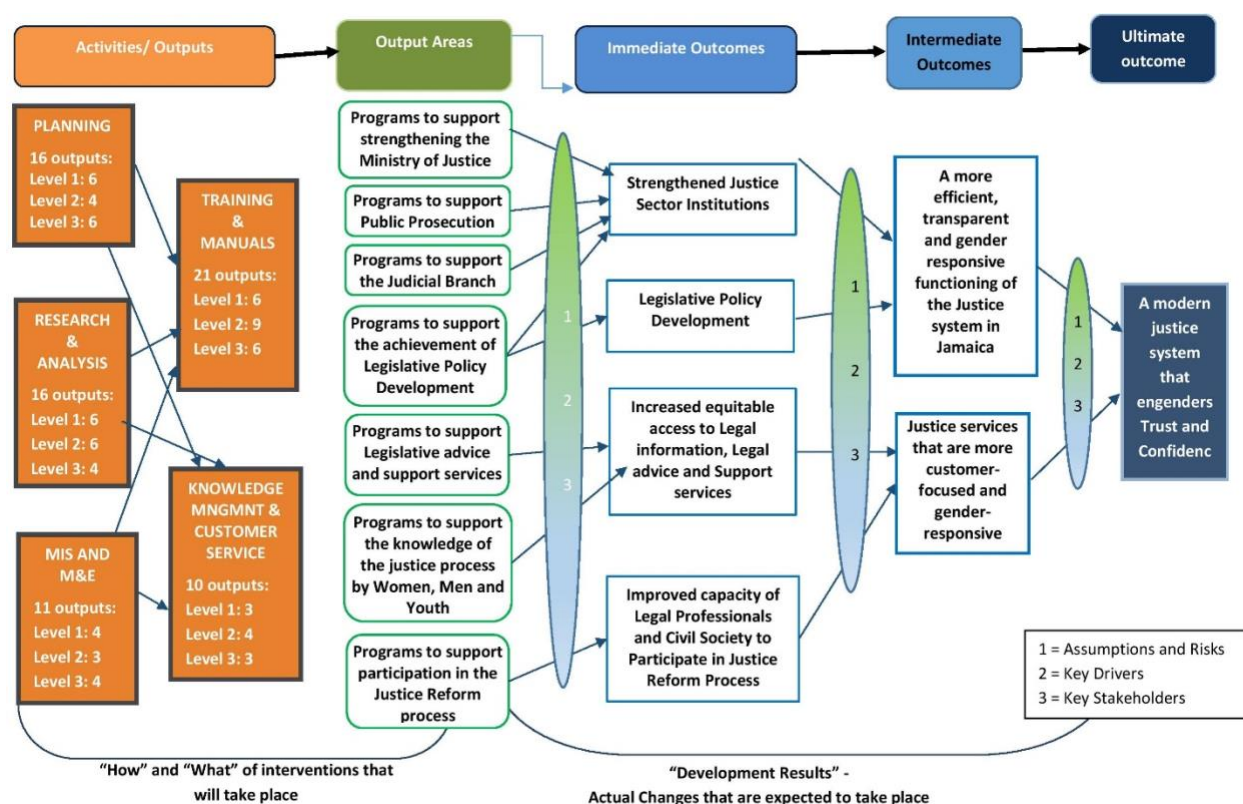 Activities/ Outputs
Output Areas
Immediate Outcomes
Intermediate
Outcomes
Ultimate
outcome
PLANNING
16 outputs:
Level 1: 6
Level 2: 4
Level 3: 6
RESEARCH
&
ANALYSIS
16 outputs:
Level 1: 6
Level 2: 6
Level 3: 4
MIS AND
M&E
11 outputs:
Level 1: 4
Level 2: 3
Level 3: 4
TRAINING
&
MANUALS
21 outputs:
Level 1: 6
Level 2: 9
Level 3: 6
KNOWLEDGE
MNGMNT &
CUSTOMER
SERVICE
10 outputs:
Level 1: 3
Level 2: 4
Level 3: 3
Programs to support
strengthening the
Ministry of Justice
Programs to support
Public Prosecution
Programs to support
the Judicial Branch
Programs to support
the achievement of
Legislative Policy
Development
Programs to support
Legislative advice
and support services
Programs to support
the knowledge of
the justice process
by Women, Men and
Youth
Programs to support
participation in the
Justice Reform
process
1
2
3
Strengthened Justice
Sector Institutions
Legislative Policy
Development
Increased equitable
access to Legal
information, Legal
advice and Support
services
Improved capacity of
Legal Professionals
and Civil Society to
Participate in Justice
Reform Process
1
2
3
A more
efficient,
transparent
and gender
responsive
functioning of
the Justice
system in
Jamaica
Justice services
that are more
customer-
focused and
gender-
responsive
1
2
3
A modern
justice
system
that
engenders
Trust and
Confidenc
1 = Assumptions and Risks
2 = Key Drivers
3 = Key Stakeholders
“How” and “What” of interventions that
will take place
“Development Results” -
Actual Changes that are expected to take place